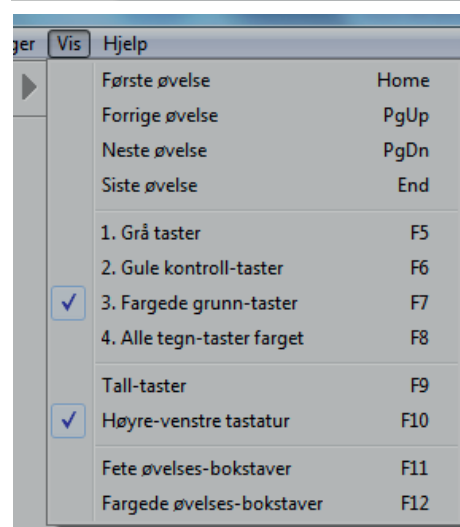 Vis Hjelp
Første øvelse Home
Forrige øvelse PgUp
Neste øvelse PgDn
Siste øvelse End
1. Grå taster F5
2. Gule kontroll-taster F6
3. Fargede grunn-taster F7
4. Alle tegn-taster farget F8
Tall-taster F9
Høyre-venstre tastatur F10
Fete øvelses-bokstaver F11
Fargede øvelses-bokstaver F12